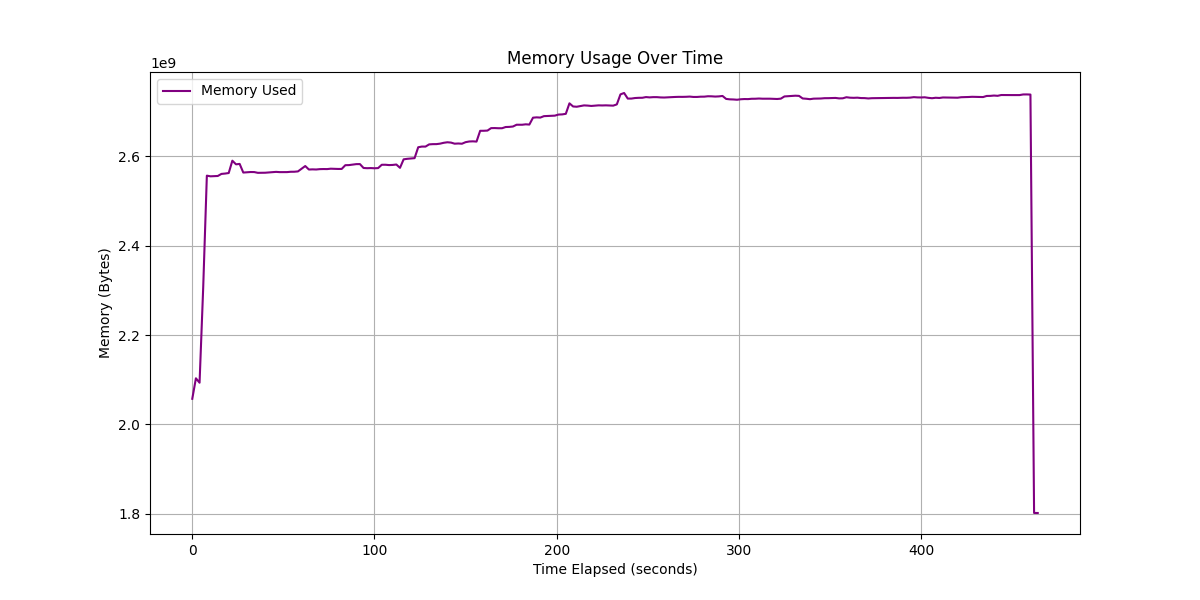 Memory Usage Over Time
1e9
Memory Used
Memory (Bytes)
2.6
2.4
2.2
2.0
1.8
0 100 200 300 400
Time Elapsed (seconds)